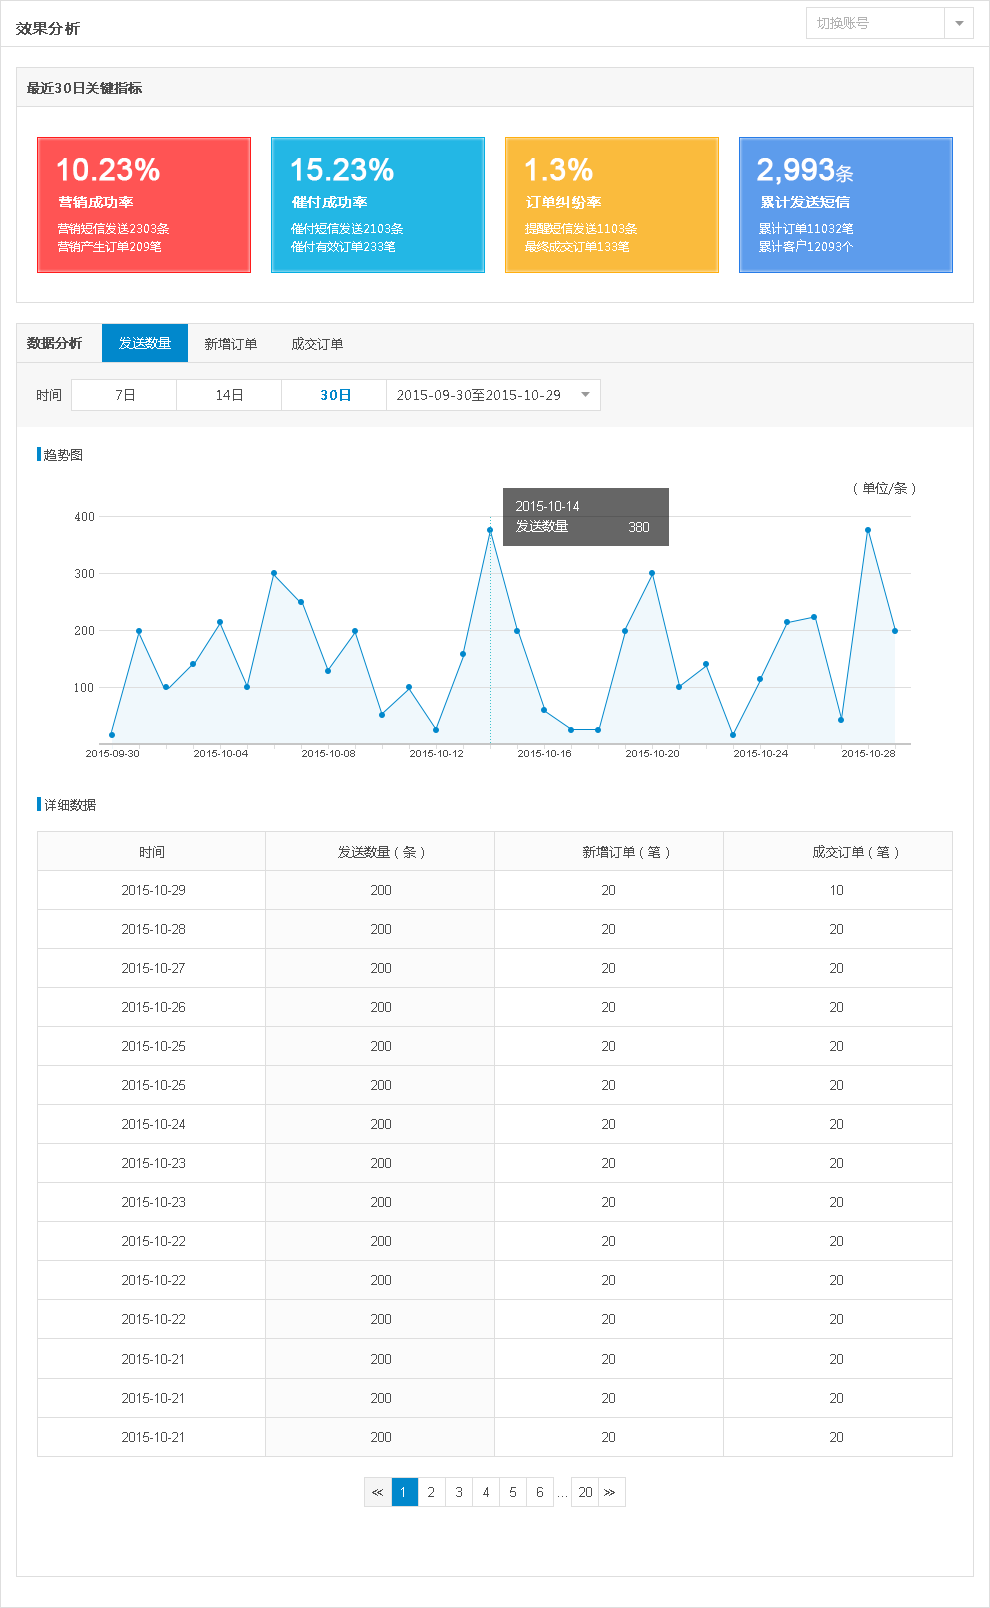 效果分析
切换账号
最近30日关键指标
10.23%
营销成功率
营销短信发送2303条
营销产生订单209笔
15.23%
催付成功率
催付短信发送2103条
催付有效订单233笔
1.3%
订单纠纷率
提醒短信发送1103条
最终成交订单133笔
2,993条
累计发送短信
累计订单11032笔
累计客户12093个
数据分析 发送数量 新增订单 成交订单
时间 7日 14日 30日 2015-09-30至2015-10-29
趋势图
（单位/条）
2015-10-14
发送数量 380
400
300
200
100
2015-09-30 2015-10-04 2015-10-08 2015-10-12 2015-10-16 2015-10-20 2015-10-24 2015-10-28
详细数据
时间 发送数量（条） 新增订单（笔） 成交订单（笔）
2015-10-29 200 20 10
2015-10-28 200 20 20
2015-10-27 200 20 20
2015-10-26 200 20 20
2015-10-25 200 20 20
2015-10-25 200 20 20
2015-10-24 200 20 20
2015-10-23 200 20 20
2015-10-23 200 20 20
2015-10-22 200 20 20
2015-10-22 200 20 20
2015-10-22 200 20 20
2015-10-21 200 20 20
2015-10-21 200 20 20
2015-10-21 200 20 20
≪ 1 2 3 4 5 6 ... 20 ≫